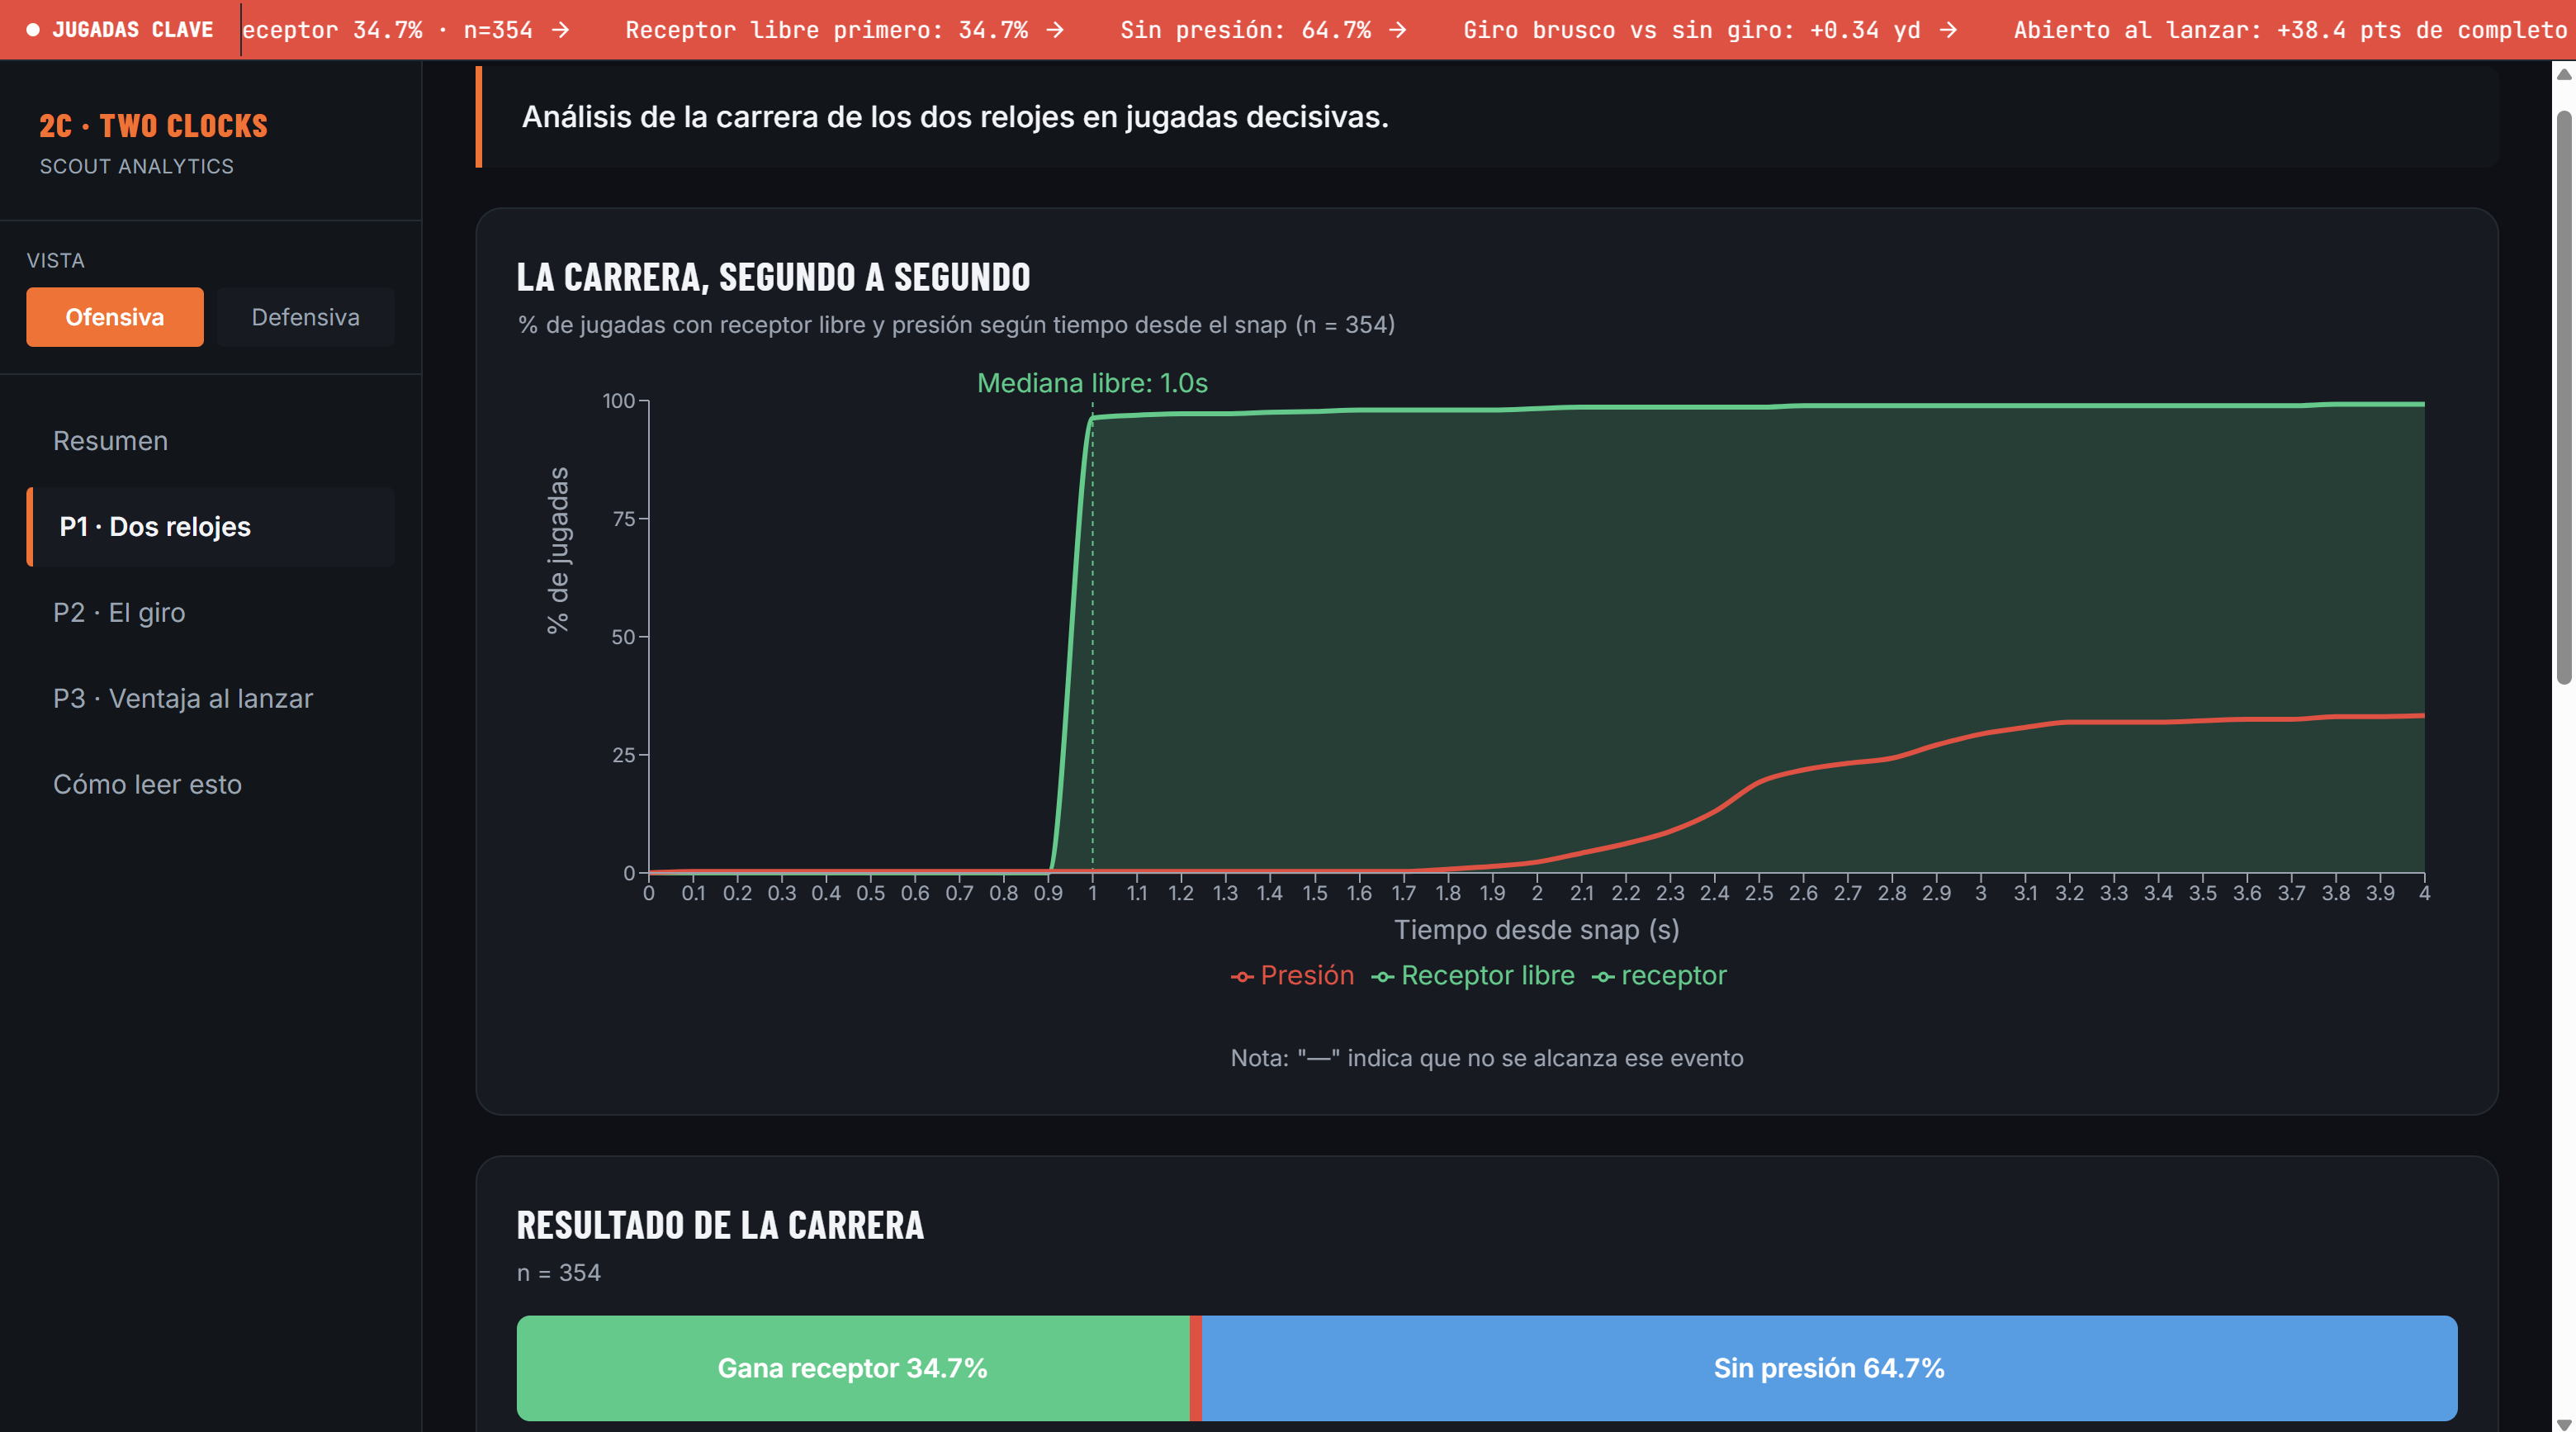 JUGADAS CLAVE
eceptor 34.7% · n=354 → Receptor libre primero: 34.7% → Sin presión: 64.7% → Giro brusco vs sin giro: +0.34 yd → Abierto al lanzar: +38.4 pts de completo
2C · TWO CLOCKS
SCOUT ANALYTICS
VISTA
Ofensiva
Defensiva
Resumen
P1 · Dos relojes
P2 · El giro
P3 · Ventaja al lanzar
Cómo leer esto
Análisis de la carrera de los dos relojes en jugadas decisivas.
LA CARRERA, SEGUNDO A SEGUNDO
% de jugadas con receptor libre y presión según tiempo desde el snap (n = 354)
Mediana libre: 1.0s
% de jugadas
100
75
50
25
0
0 0.1 0.2 0.3 0.4 0.5 0.6 0.7 0.8 0.9 1 1.1 1.2 1.3 1.4 1.5 1.6 1.7 1.8 1.9 2 2.1 2.2 2.3 2.4 2.5 2.6 2.7 2.8 2.9 3 3.1 3.2 3.3 3.4 3.5 3.6 3.7 3.8 3.9 4
Tiempo desde snap (s)
Presión Receptor libre receptor
Nota: "—" indica que no se alcanza ese evento
RESULTADO DE LA CARRERA
n = 354
Gana receptor 34.7%
Sin presión 64.7%